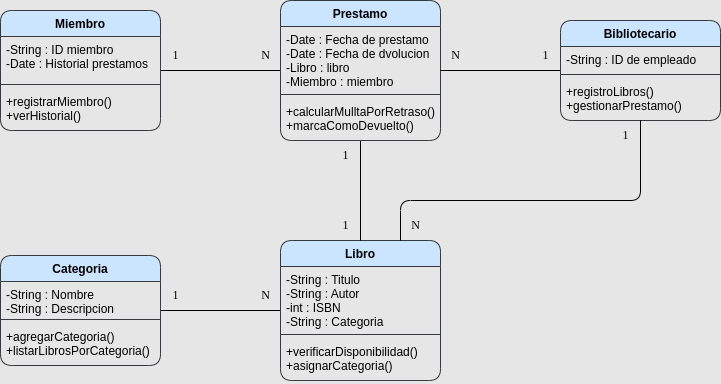 Miembro
-String : ID miembro
-Date : Historial prestamos
+registrarMiembro()
+verHistorial()
1
N
Prestamo
-Date : Fecha de prestamo
-Date : Fecha de dvolucion
-Libro : libro
-Miembro : miembro
+calcularMulltaPorRetraso()
+marcaComoDevuelto()
N
1
Bibliotecario
-String : ID de empleado
+registroLibros()
+gestionarPrestamo()
1
1
1
N
Categoria
-String : Nombre
-String : Descripcion
+agregarCategoria()
+listarLibrosPorCategoria()
1
N
Libro
-String : Titulo
-String : Autor
-int : ISBN
-String : Categoria
+verificarDisponibilidad()
+asignarCategoria()